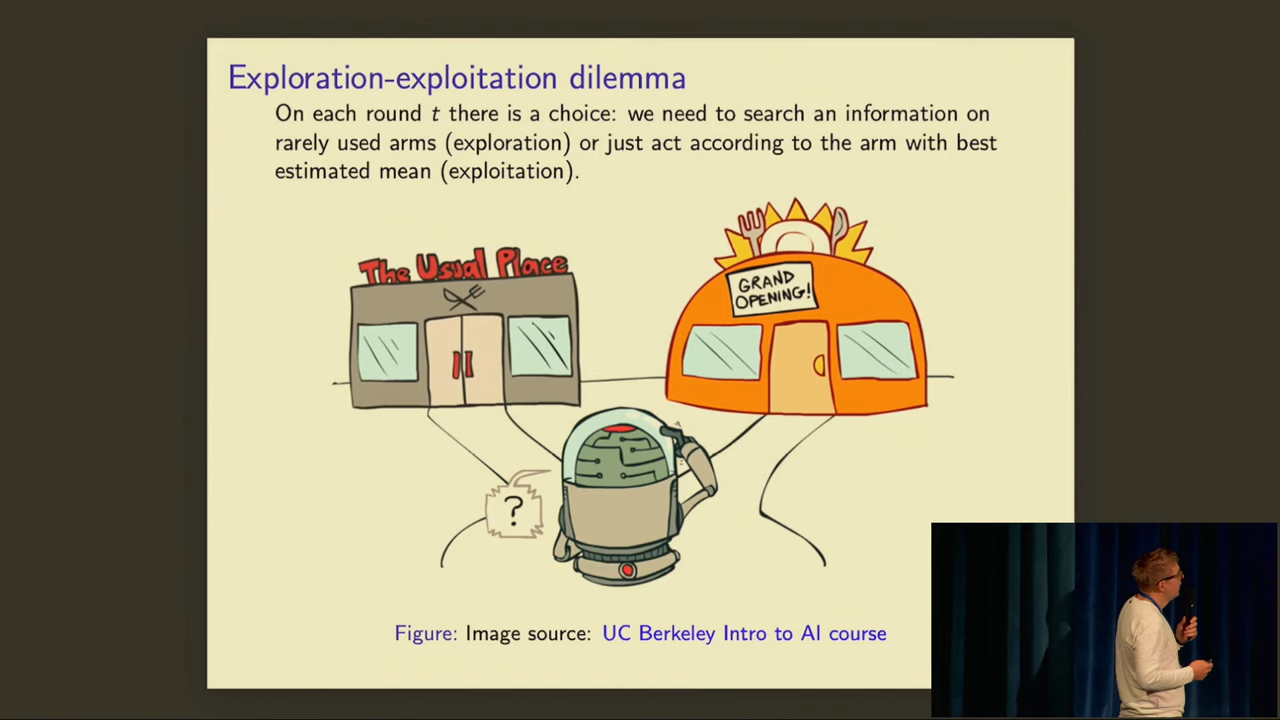 Exploration-exploitation dilemma
On each round t there is a choice: we need to search an information on
rarely used arms (exploration) or just act according to the arm with best
estimated mean (exploitation).
The Usual Place
GRAND
OPENING!
?
Figure: Image source: UC Berkeley Intro to AI course